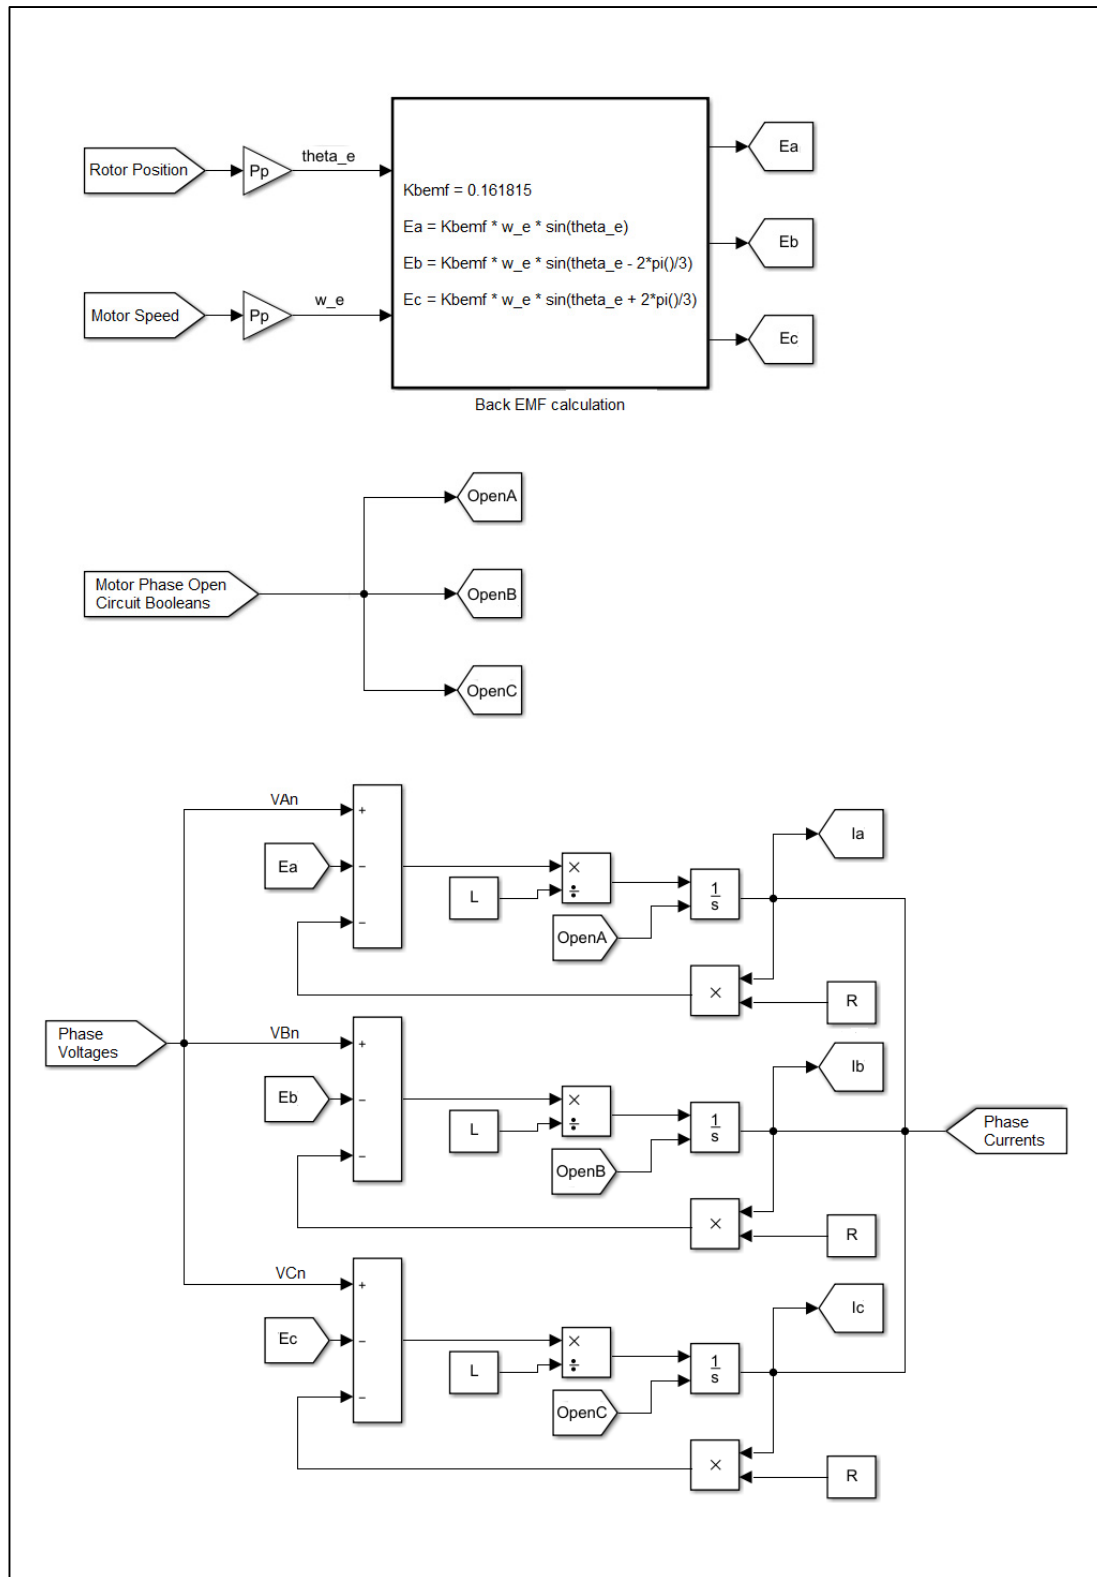 Rotor Position
Pp
theta_e
Kbemf = 0.161815
Ea = Kbemf * w_e * sin(theta_e)
Eb = Kbemf * w_e * sin(theta_e - 2*pi()/3)
Ec = Kbemf * w_e * sin(theta_e + 2*pi()/3)
Ea
Eb
Ec
Motor Speed
Pp
w_e
Back EMF calculation
Motor Phase Open
Circuit Booleans
OpenA
OpenB
OpenC
Phase
Voltages
VAn
+
Ea
−
−
L
×
÷
OpenA
1
s
Ia
×
R
VBn
+
Eb
−
−
L
×
÷
OpenB
1
s
Ib
×
R
Phase
Currents
VCn
+
Ec
−
−
L
×
÷
OpenC
1
s
Ic
×
R